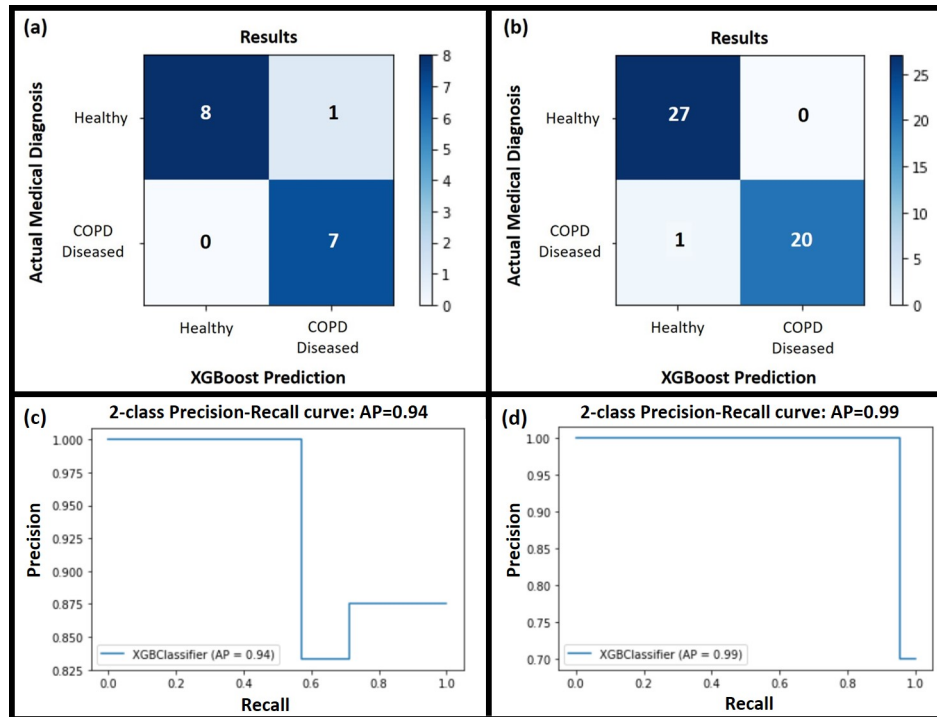 (a)
Results
Actual Medical Diagnosis
Healthy
8
1
COPD
Diseased
0
7
8
7
6
5
4
3
2
1
0
Healthy
COPD
Diseased
XGBoost Prediction
(b)
Results
Actual Medical Diagnosis
Healthy
27
0
COPD
Diseased
1
20
25
20
15
10
5
0
Healthy
COPD
Diseased
XGBoost Prediction
(c)
2-class Precision-Recall curve: AP=0.94
Precision
1.000
0.975
0.950
0.925
0.900
0.875
0.850
0.825
XGBClassifier (AP = 0.94)
0.0 0.2 0.4 0.6 0.8 1.0
Recall
(d)
2-class Precision-Recall curve: AP=0.99
Precision
1.00
0.95
0.90
0.85
0.80
0.75
0.70
XGBClassifier (AP = 0.99)
0.0 0.2 0.4 0.6 0.8 1.0
Recall